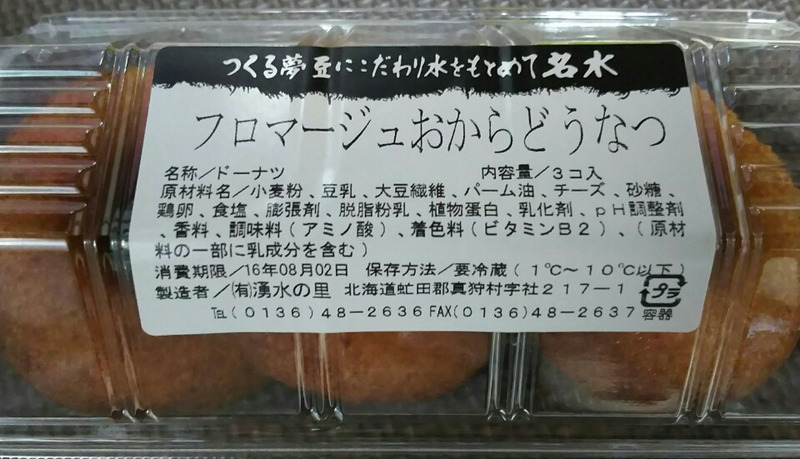 つくる夢 豆にこだわり水をもとめて 名水
フロマージュおからどうなつ
名称/ドーナツ 内容量/3コ入
原材料名/小麦粉、豆乳、大豆繊維、パーム油、チーズ、砂糖、
鶏卵、食塩、膨張剤、脱脂粉乳、植物蛋白、乳化剤、pH調整剤
、香料、調味料(アミノ酸)、着色料(ビタミンB2)、(原材
料の一部に乳成分を含む)
消費期限/16年08月02日 保存方法/要冷蔵(1℃〜10℃以下)
製造者/(有)湧水の里 北海道虻田郡真狩村字社217-1
TEL(0136)48-2636 FAX(0136)48-2637
プラ
容器